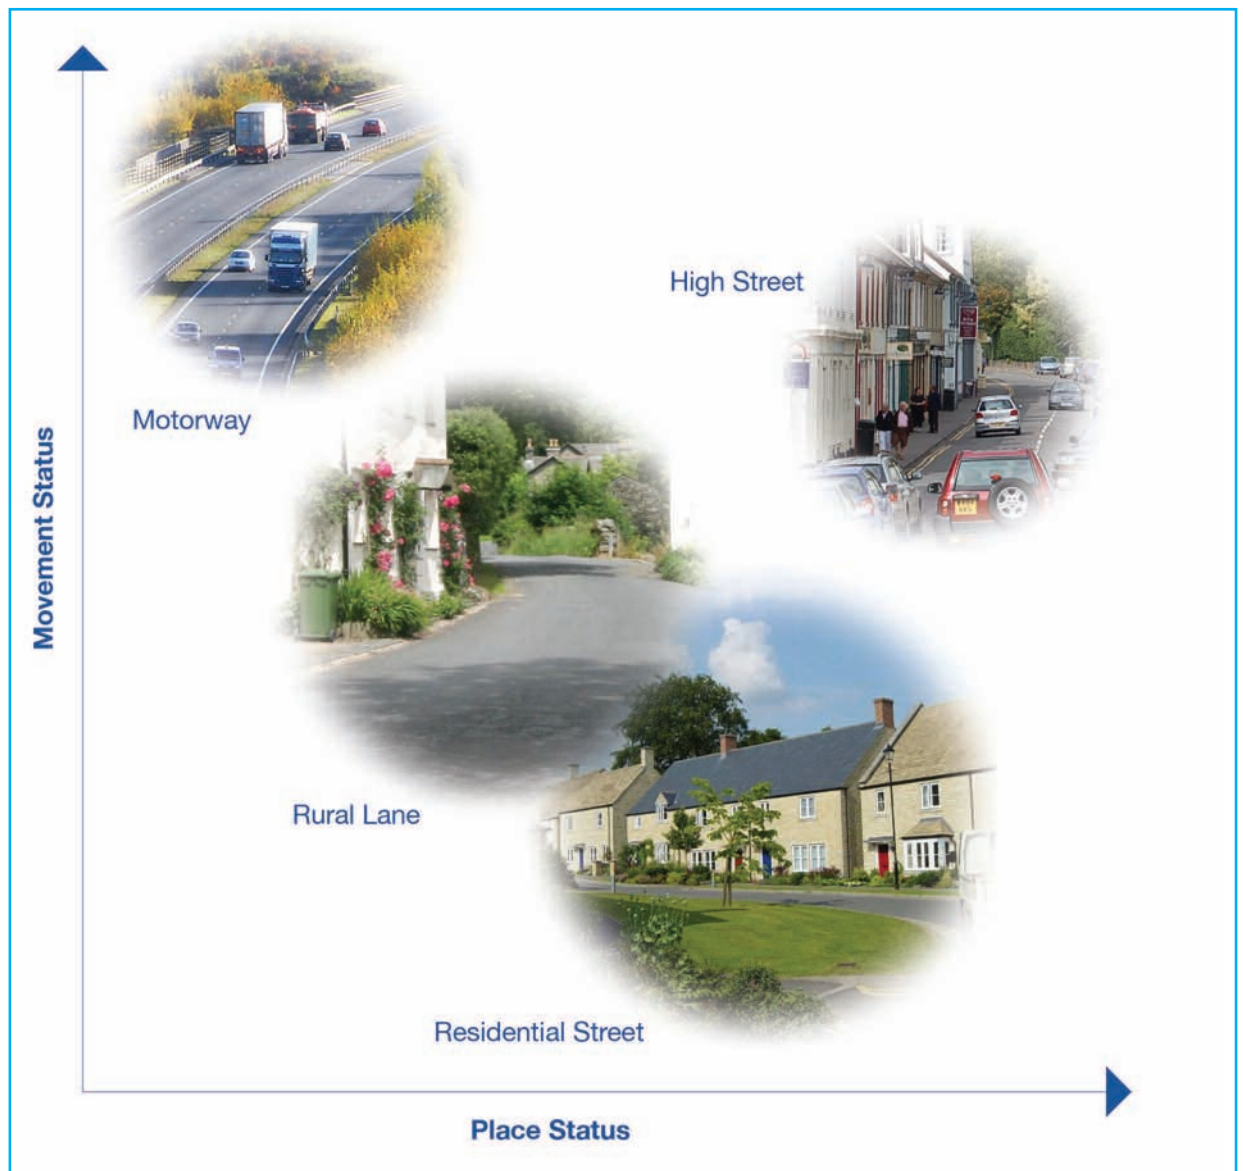 High Street
Motorway
Movement Status
Rural Lane
Residential Street
Place Status